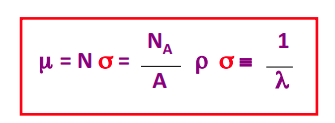 μ = N σ = N_A / A ρ σ ≡ 1 / λ